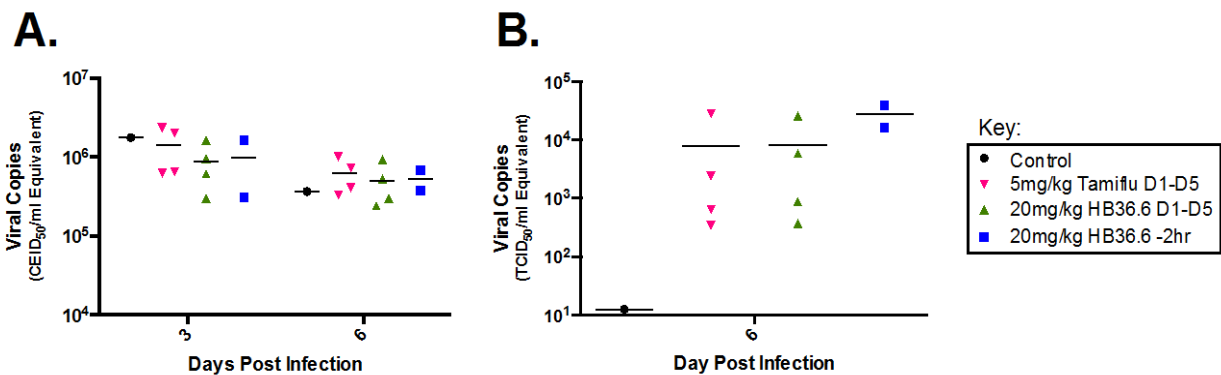 A.
B.
Viral Copies
(CEID50/ml Equivalent)
10^7
10^6
10^5
10^4
3
6
Days Post Infection
Viral Copies
(TCID50/ml Equivalent)
10^5
10^4
10^3
10^2
10^1
6
Day Post Infection
Key:
Control
5mg/kg Tamiflu D1-D5
20mg/kg HB36.6 D1-D5
20mg/kg HB36.6 -2hr